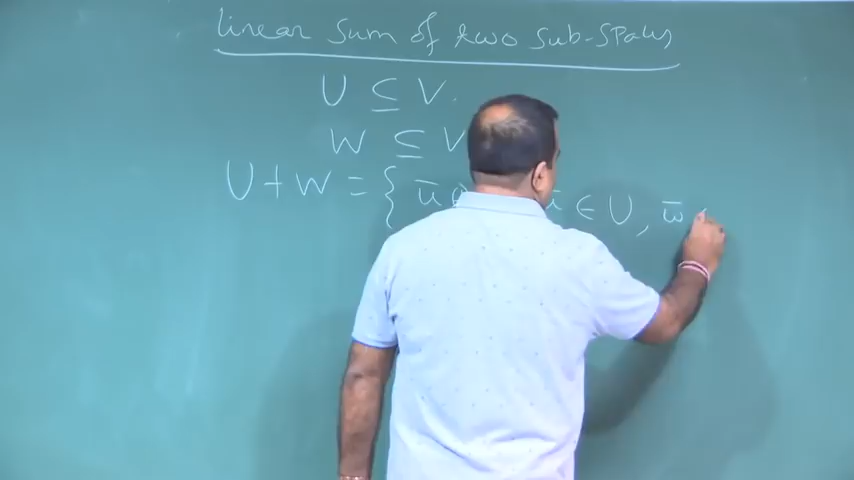 Linear Sum of two Sub-Spaces
U ⊆ V.
W ⊆ V
U + W = { ū ∈ U, w̄